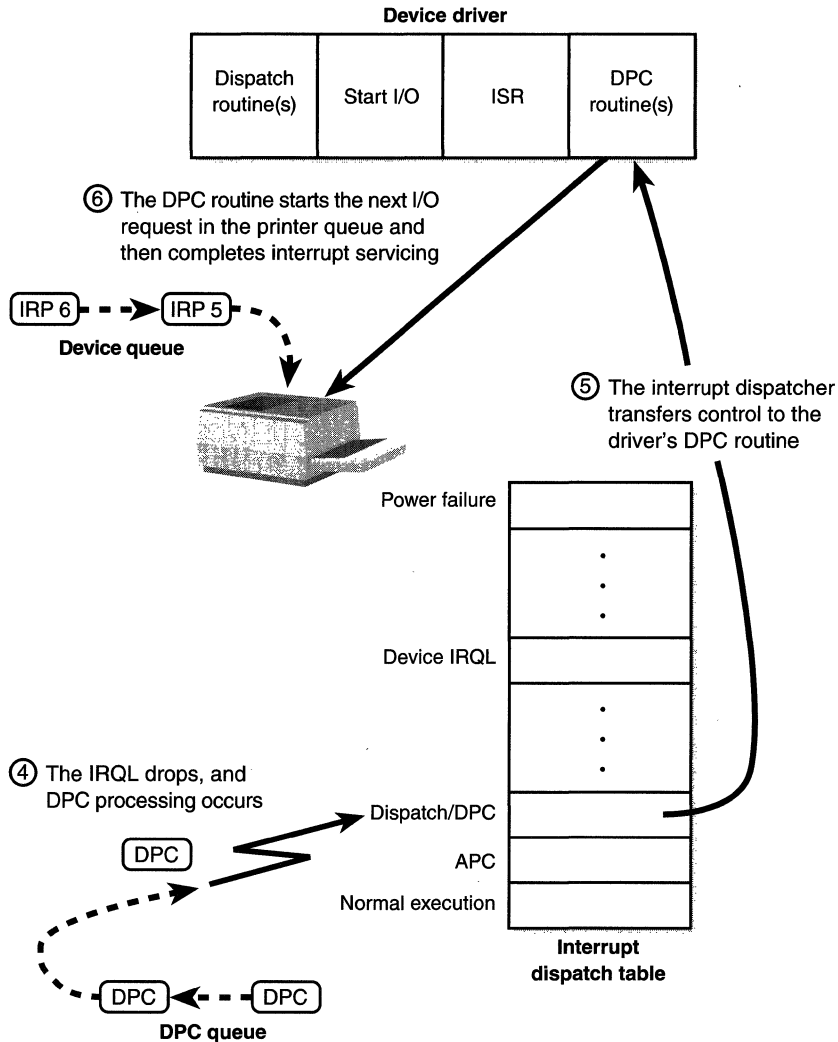 Device driver
Dispatch
routine(s)
Start I/O
ISR
DPC
routine(s)
6 The DPC routine starts the next I/O
request in the printer queue and
then completes interrupt servicing
IRP 6
IRP 5
Device queue
5 The interrupt dispatcher
transfers control to the
driver's DPC routine
Power failure
Device IRQL
4 The IRQL drops, and
DPC processing occurs
Dispatch/DPC
DPC
APC
Normal execution
Interrupt
dispatch table
DPC
DPC
DPC queue